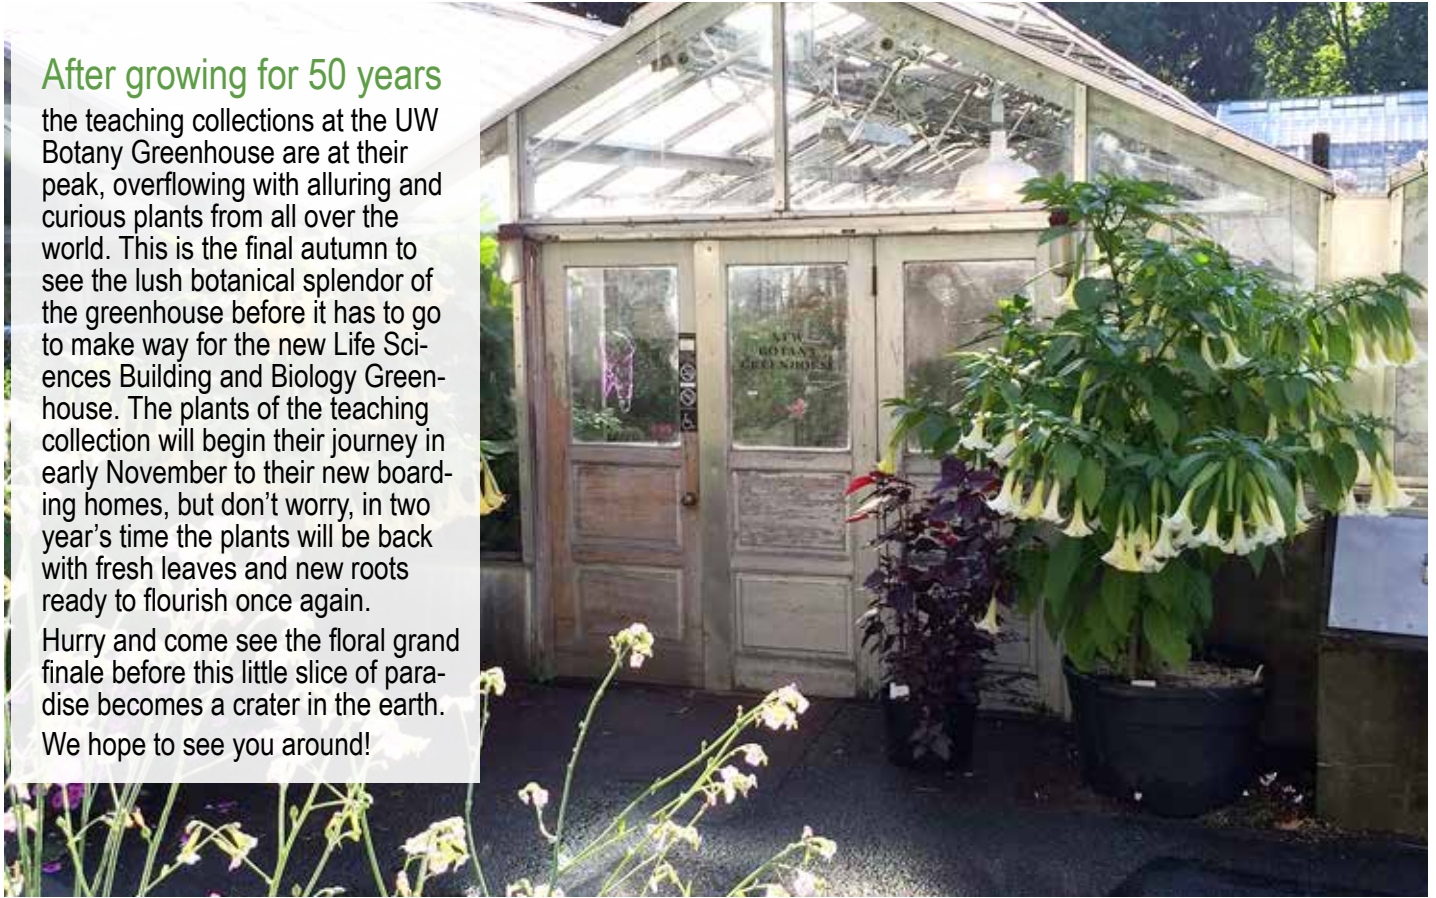 After growing for 50 years
the teaching collections at the UW
Botany Greenhouse are at their
peak, overflowing with alluring and
curious plants from all over the
world. This is the final autumn to
see the lush botanical splendor of
the greenhouse before it has to go
to make way for the new Life Sci-
ences Building and Biology Green-
house. The plants of the teaching
collection will begin their journey in
early November to their new board-
ing homes, but don’t worry, in two
year’s time the plants will be back
with fresh leaves and new roots
ready to flourish once again.
Hurry and come see the floral grand
finale before this little slice of para-
dise becomes a crater in the earth.
We hope to see you around!
BOTANY
GREENHOUSE